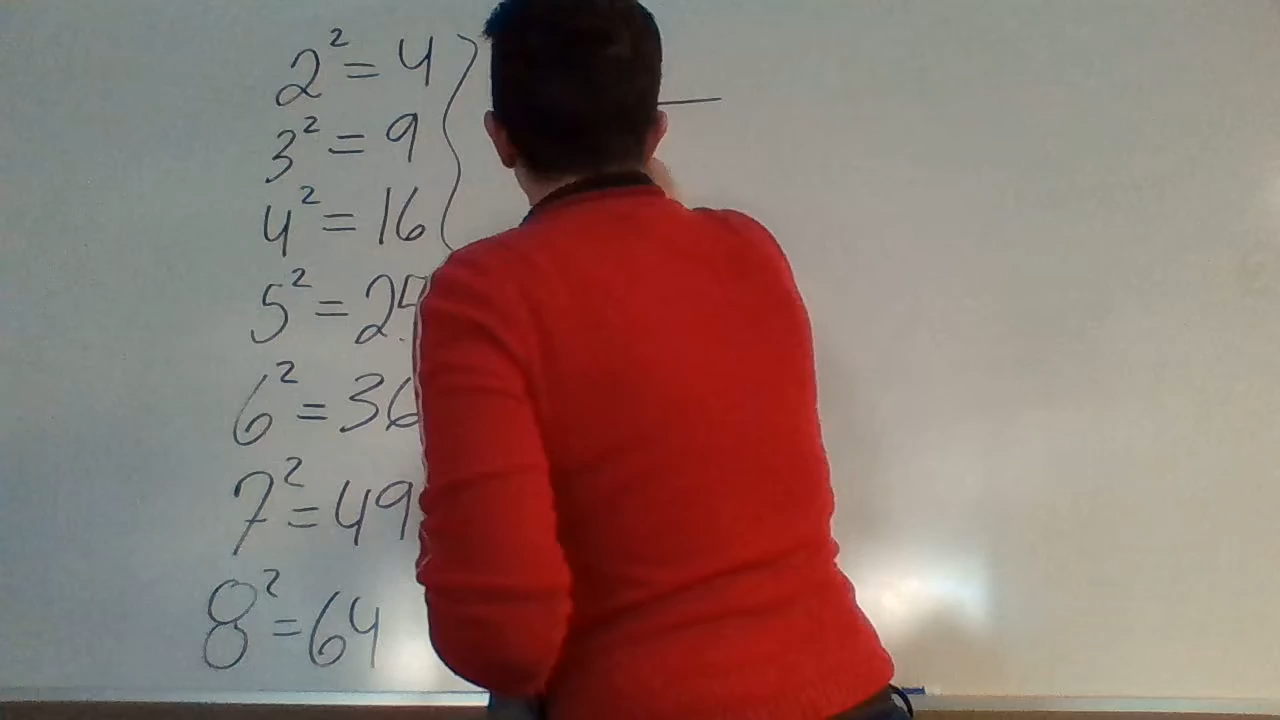 2² = 4
3² = 9
4² = 16
5² = 25
6² = 36
7² = 49
8² = 64